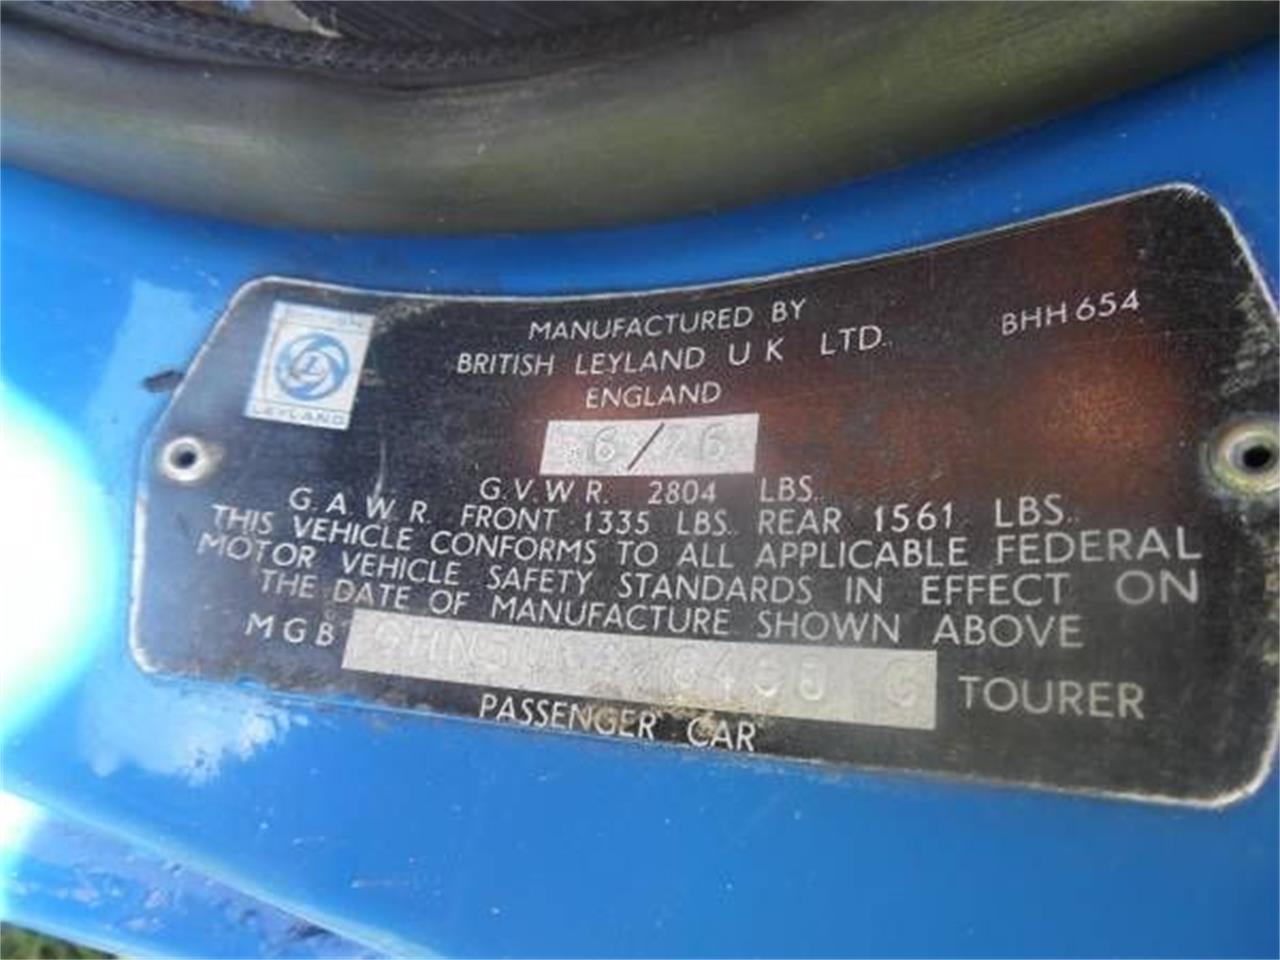 LEYLAND
MANUFACTURED BY
BRITISH LEYLAND U K LTD.
BHH 654
ENGLAND
6/76
G.V.W R. 2804 LBS.
G.A.W.R. FRONT 1335 LBS. REAR 1561 LBS.
THIS VEHICLE CONFORMS TO ALL APPLICABLE FEDERAL
MOTOR VEHICLE SAFETY STANDARDS IN EFFECT ON
THE DATE OF MANUFACTURE SHOWN ABOVE
MGB TOURER
PASSENGER CAR